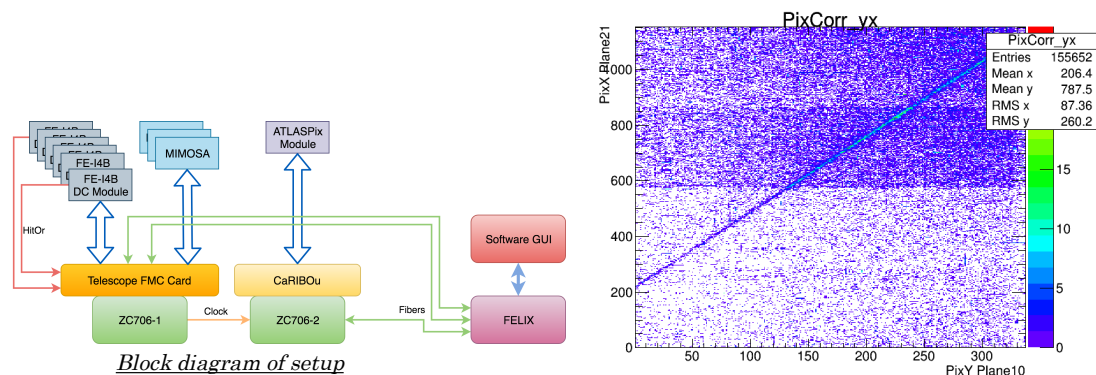 FE-I4B
FE-I4B
FE-I4B
DC Module
MIMOSA
ATLASPix
Module
HitOr
Telescope FMC Card
CaRIBOu
Software GUI
ZC706-1
Clock
ZC706-2
Fibers
FELIX
Block diagram of setup
PixCorr_yx
PixX Plane21
PixCorr_yx
Entries 155652
Mean x 206.4
Mean y 787.5
RMS x 87.36
RMS y 260.2
1000
800
600
400
200
0
15
10
5
0
50
100
150
200
250
300
PixY Plane10